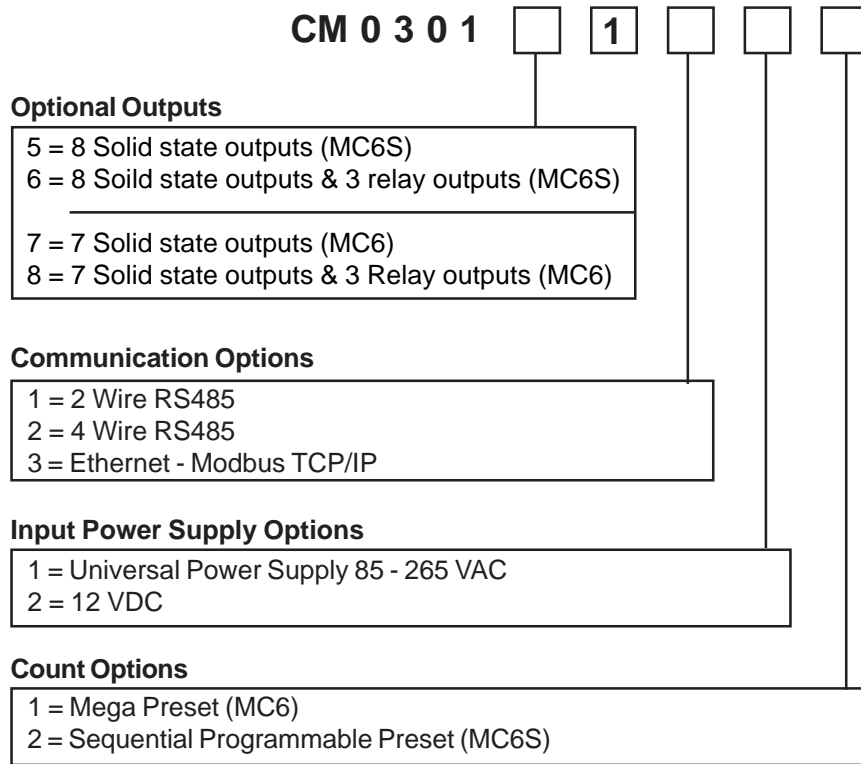 CM 0 3 0 1 1
Optional Outputs
5 = 8 Solid state outputs (MC6S)
6 = 8 Soild state outputs & 3 relay outputs (MC6S)
7 = 7 Solid state outputs (MC6)
8 = 7 Solid state outputs & 3 Relay outputs (MC6)
Communication Options
1 = 2 Wire RS485
2 = 4 Wire RS485
3 = Ethernet - Modbus TCP/IP
Input Power Supply Options
1 = Universal Power Supply 85 - 265 VAC
2 = 12 VDC
Count Options
1 = Mega Preset (MC6)
2 = Sequential Programmable Preset (MC6S)